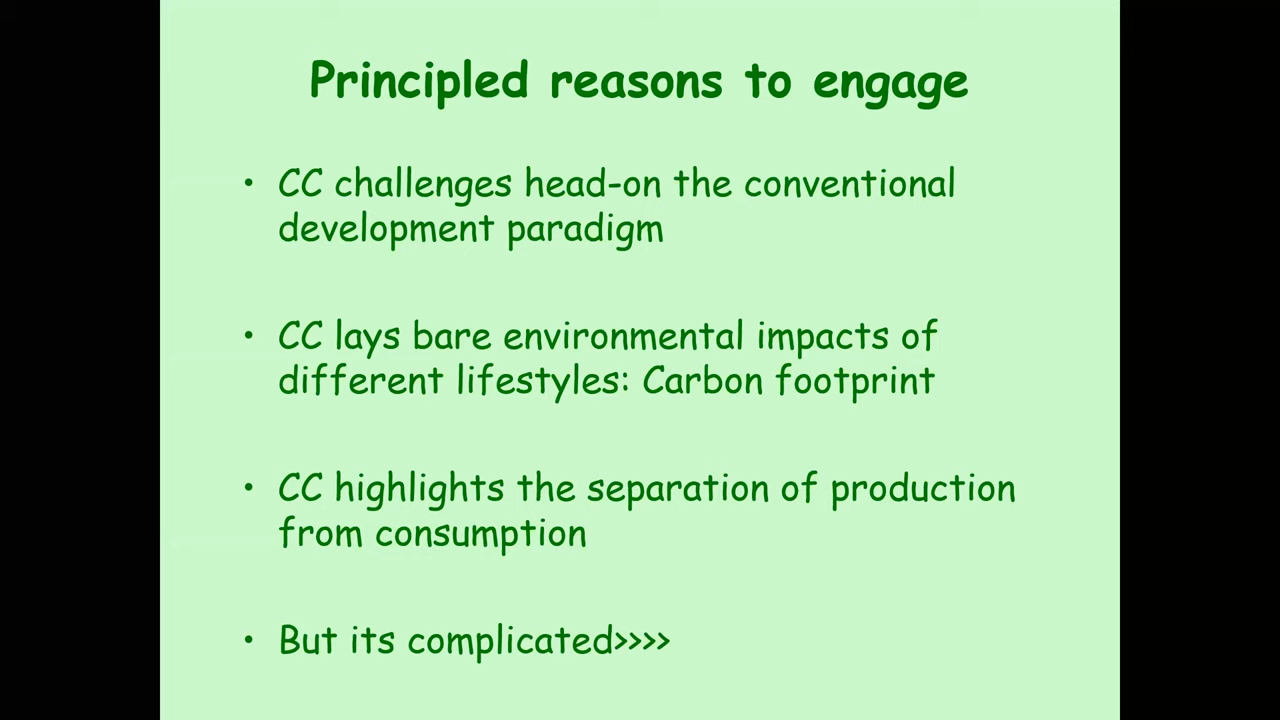 Principled reasons to engage
• CC challenges head-on the conventional
development paradigm
• CC lays bare environmental impacts of
different lifestyles: Carbon footprint
• CC highlights the separation of production
from consumption
• But its complicated>>>>